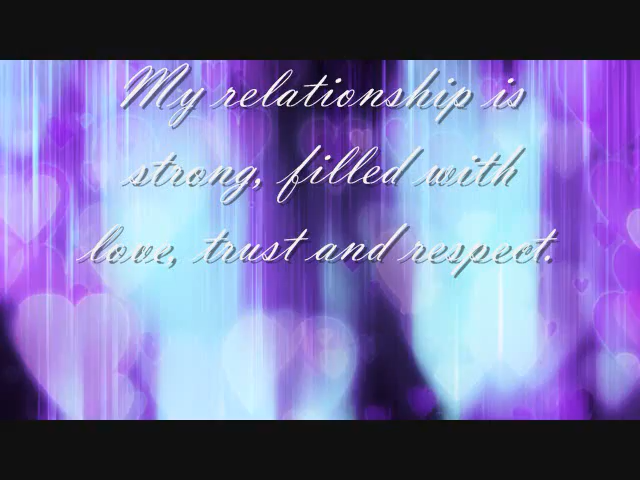 My relationship is
strong, filled with
love, trust and respect.